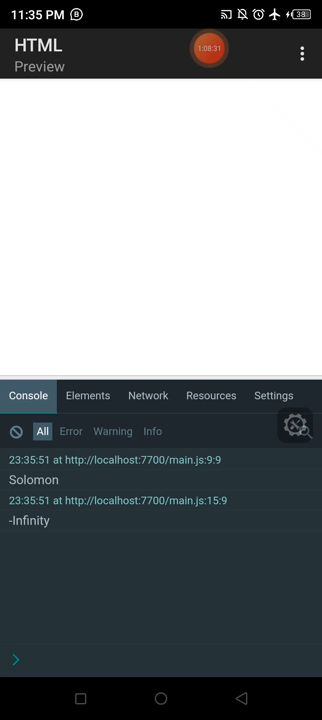 11:35 PM
38
HTML
1:08:31
Preview
Console Elements Network Resources Settings
All Error Warning Info
23:35:51 at http://localhost:7700/main.js:9:9
Solomon
23:35:51 at http://localhost:7700/main.js:15:9
-Infinity
>